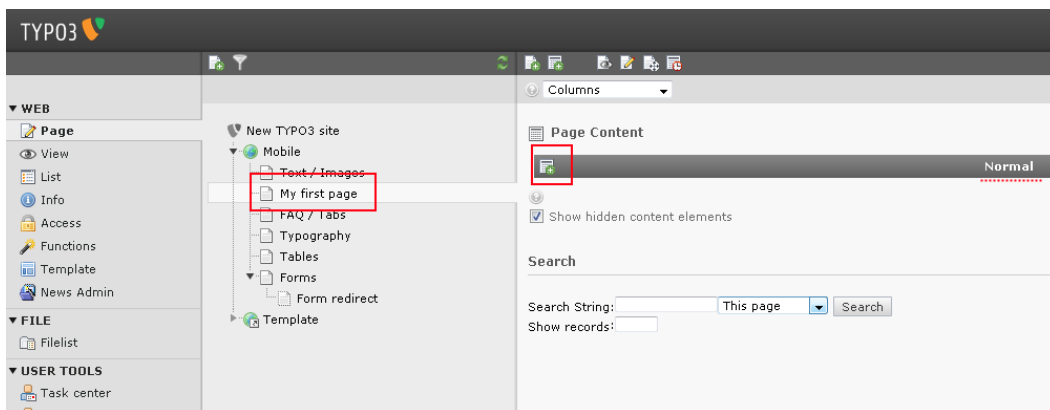 TYPO3
Columns
WEB
Page
View
List
Info
Access
Functions
Template
News Admin
FILE
Filelist
USER TOOLS
Task center
New TYPO3 site
Mobile
Text / Images
My first page
FAQ / Tabs
Typography
Tables
Forms
Form redirect
Template
Page Content
Normal
Show hidden content elements
Search
Search String: This page Search
Show records: